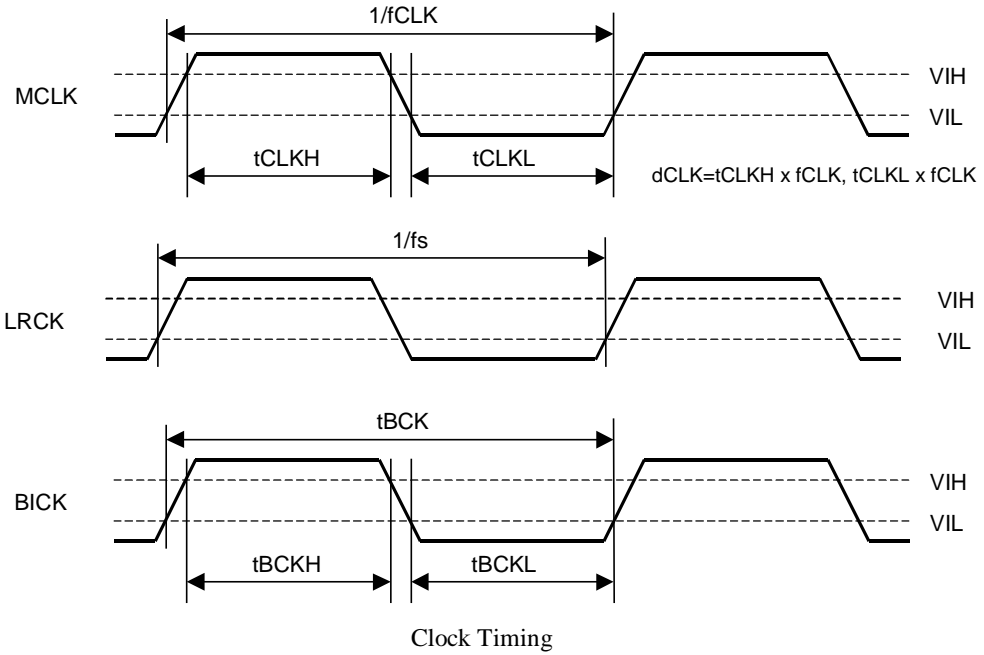 1/fCLK
MCLK
VIH
VIL
tCLKH
tCLKL
dCLK=tCLKH x fCLK, tCLKL x fCLK
1/fs
LRCK
VIH
VIL
tBCK
BICK
VIH
VIL
tBCKH
tBCKL
Clock Timing